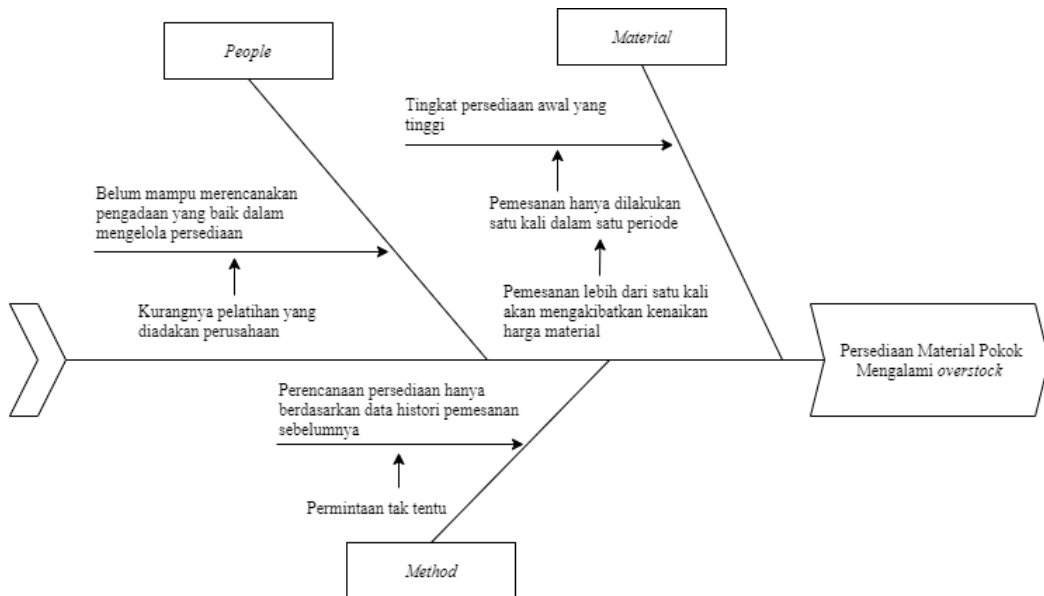 People
Material
Tingkat persediaan awal yang
tinggi
Belum mampu merencanakan
pengadaan yang baik dalam
mengelola persediaan
Pemesanan hanya dilakukan
satu kali dalam satu periode
Kurangnya pelatihan yang
diadakan perusahaan
Pemesanan lebih dari satu kali
akan mengakibatkan kenaikan
harga material
Persediaan Material Pokok
Mengalami overstock
Perencanaan persediaan hanya
berdasarkan data histori pemesanan
sebelumnya
Permintaan tak tentu
Method